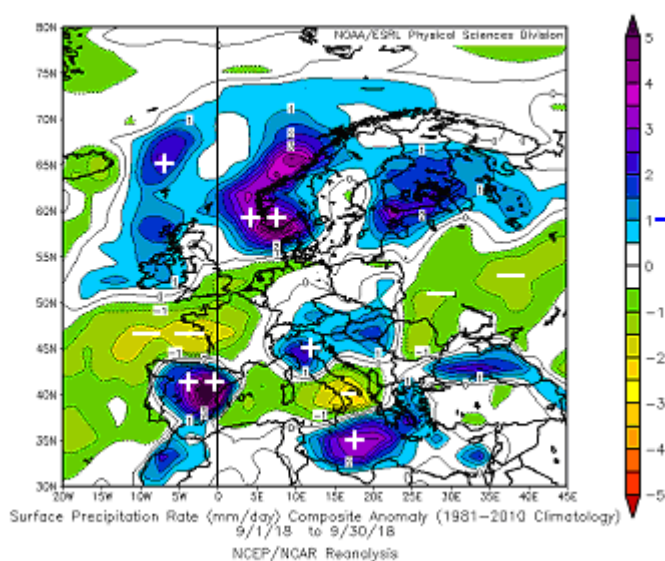 NOAA/ESRL Physical Sciences Division
80N
75N
70N
65N
60N
55N
50N
45N
40N
35N
30N
20W 15W 10W 5W 0 5E 10E 15E 20E 25E 30E 35E 40E 45E
5
4
3
2
1
0
-1
-2
-3
-4
-5
Surface Precipitation Rate (mm/day) Composite Anomaly (1981-2010 Climatology)
9/1/18 to 9/30/18
NCEP/NCAR Reanalysis